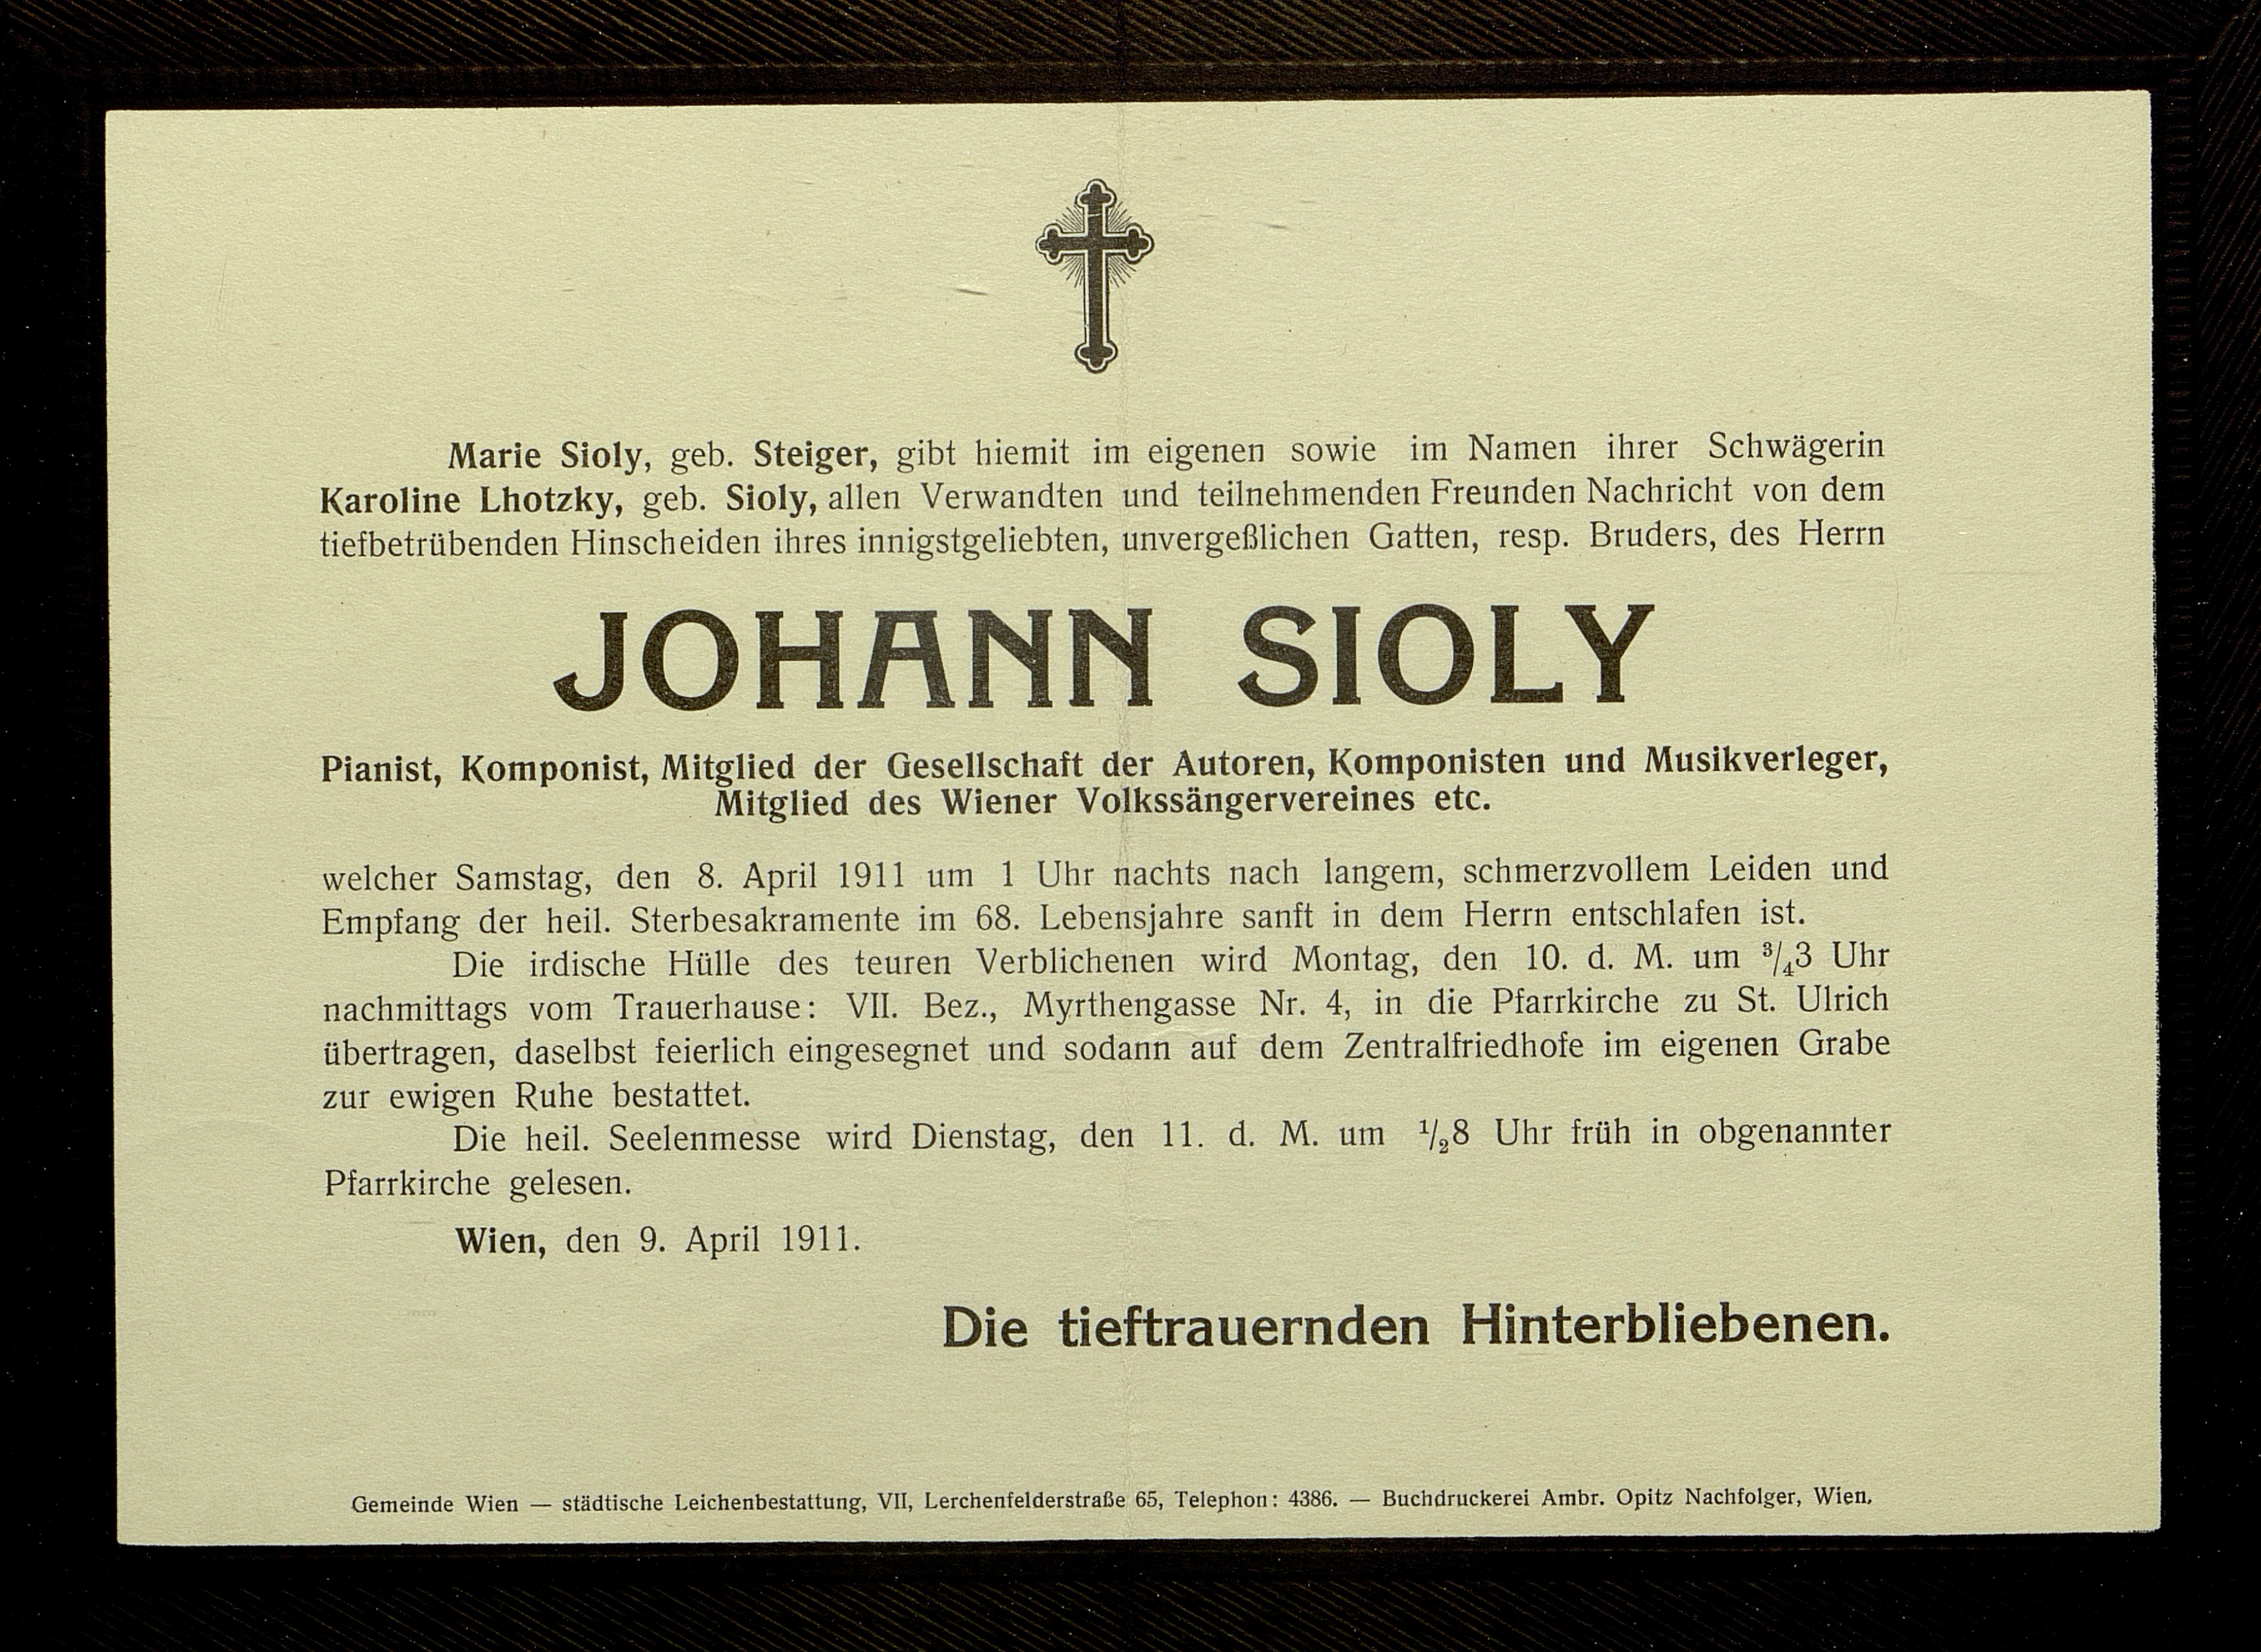 Marie Sioly, geb. Steiger, gibt hiemit im eigenen sowie im Namen ihrer Schwägerin
Karoline Lhotzky, geb. Sioly, allen Verwandten und teilnehmenden Freunden Nachricht von dem
tiefbetrübenden Hinscheiden ihres innigstgeliebten, unvergeßlichen Gatten, resp. Bruders, des Herrn
JOHANN SIOLY
Pianist, Komponist, Mitglied der Gesellschaft der Autoren, Komponisten und Musikverleger,
Mitglied des Wiener Volkssängervereines etc.
welcher Samstag, den 8. April 1911 um 1 Uhr nachts nach langem, schmerzvollem Leiden und
Empfang der heil. Sterbesakramente im 68. Lebensjahre sanft in dem Herrn entschlafen ist.
Die irdische Hülle des teuren Verblichenen wird Montag, den 10. d. M. um 3/43 Uhr
nachmittags vom Trauerhause: VII. Bez., Myrthengasse Nr. 4, in die Pfarrkirche zu St. Ulrich
übertragen, daselbst feierlich eingesegnet und sodann auf dem Zentralfriedhofe im eigenen Grabe
zur ewigen Ruhe bestattet.
Die heil. Seelenmesse wird Dienstag, den 11. d. M. um 1/28 Uhr früh in obgenannter
Pfarrkirche gelesen.
Wien, den 9. April 1911.
Die tieftrauernden Hinterbliebenen.
Gemeinde Wien — städtische Leichenbestattung, VII, Lerchenfelderstraße 65, Telephon: 4386. — Buchdruckerei Ambr. Opitz Nachfolger, Wien.